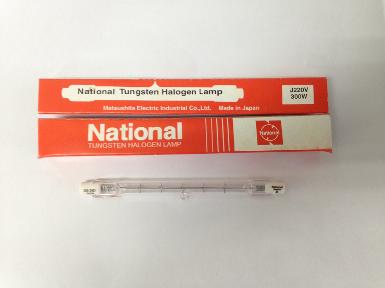 National Tungsten Halogen Lamp
Matsushita Electric Industrial Co.,Ltd. Made in Japan
J220V
300W
National
TUNGSTEN HALOGEN LAMP
National
National